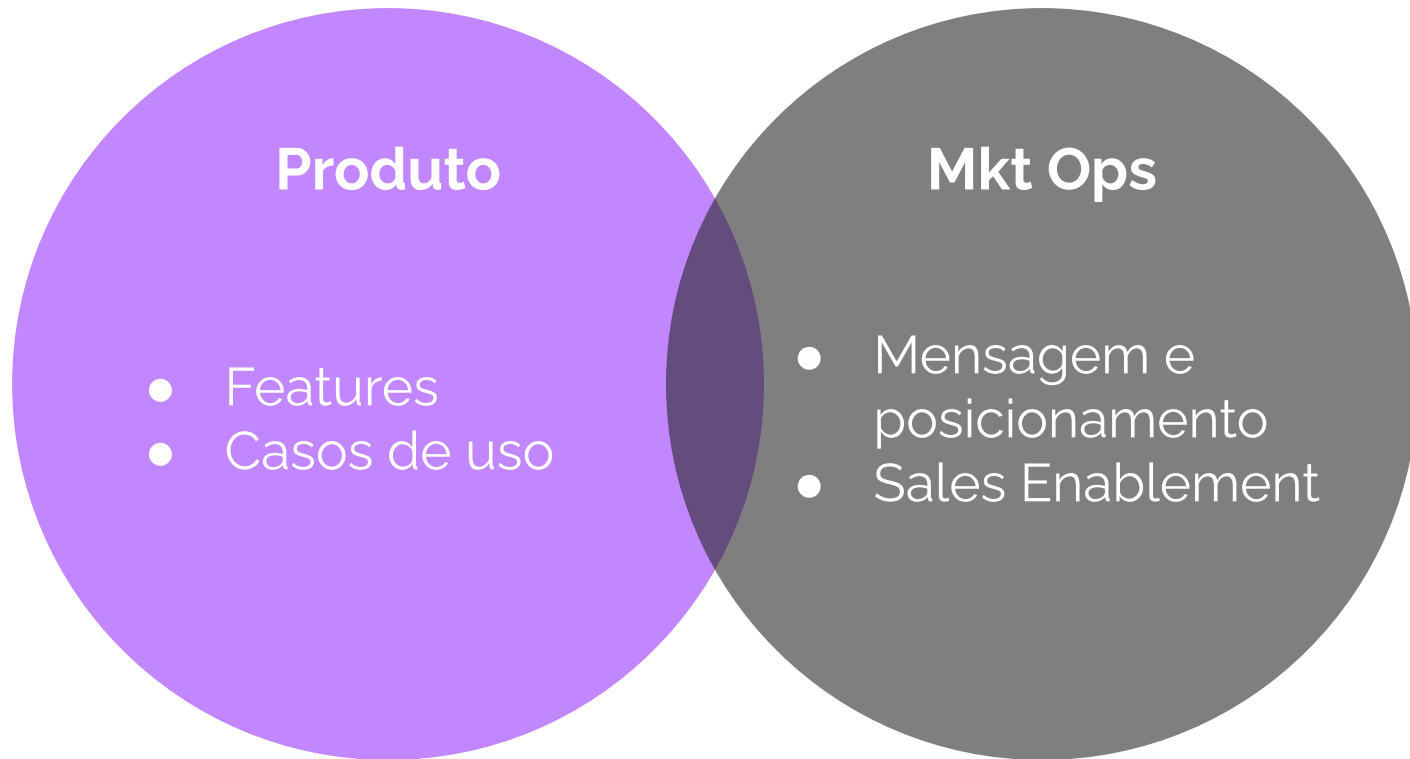 Produto
● Features
● Casos de uso
Mkt Ops
● Mensagem e
posicionamento
● Sales Enablement